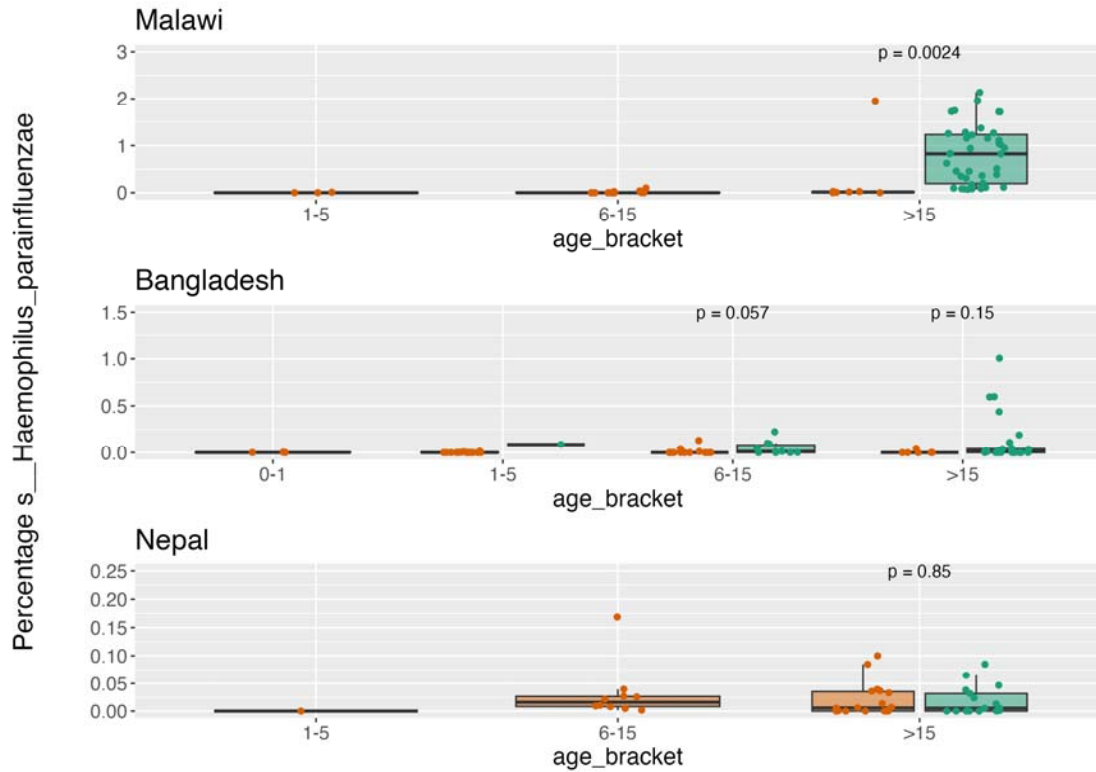 Percentage s__Haemophilus_parainfluenzae
Malawi
3
2
1
0
p = 0.0024
1-5
6-15
>15
age_bracket
Bangladesh
1.5
1.0
0.5
0.0
p = 0.057
p = 0.15
0-1
1-5
6-15
>15
age_bracket
Nepal
0.25
0.20
0.15
0.10
0.05
0.00
p = 0.85
1-5
6-15
>15
age_bracket